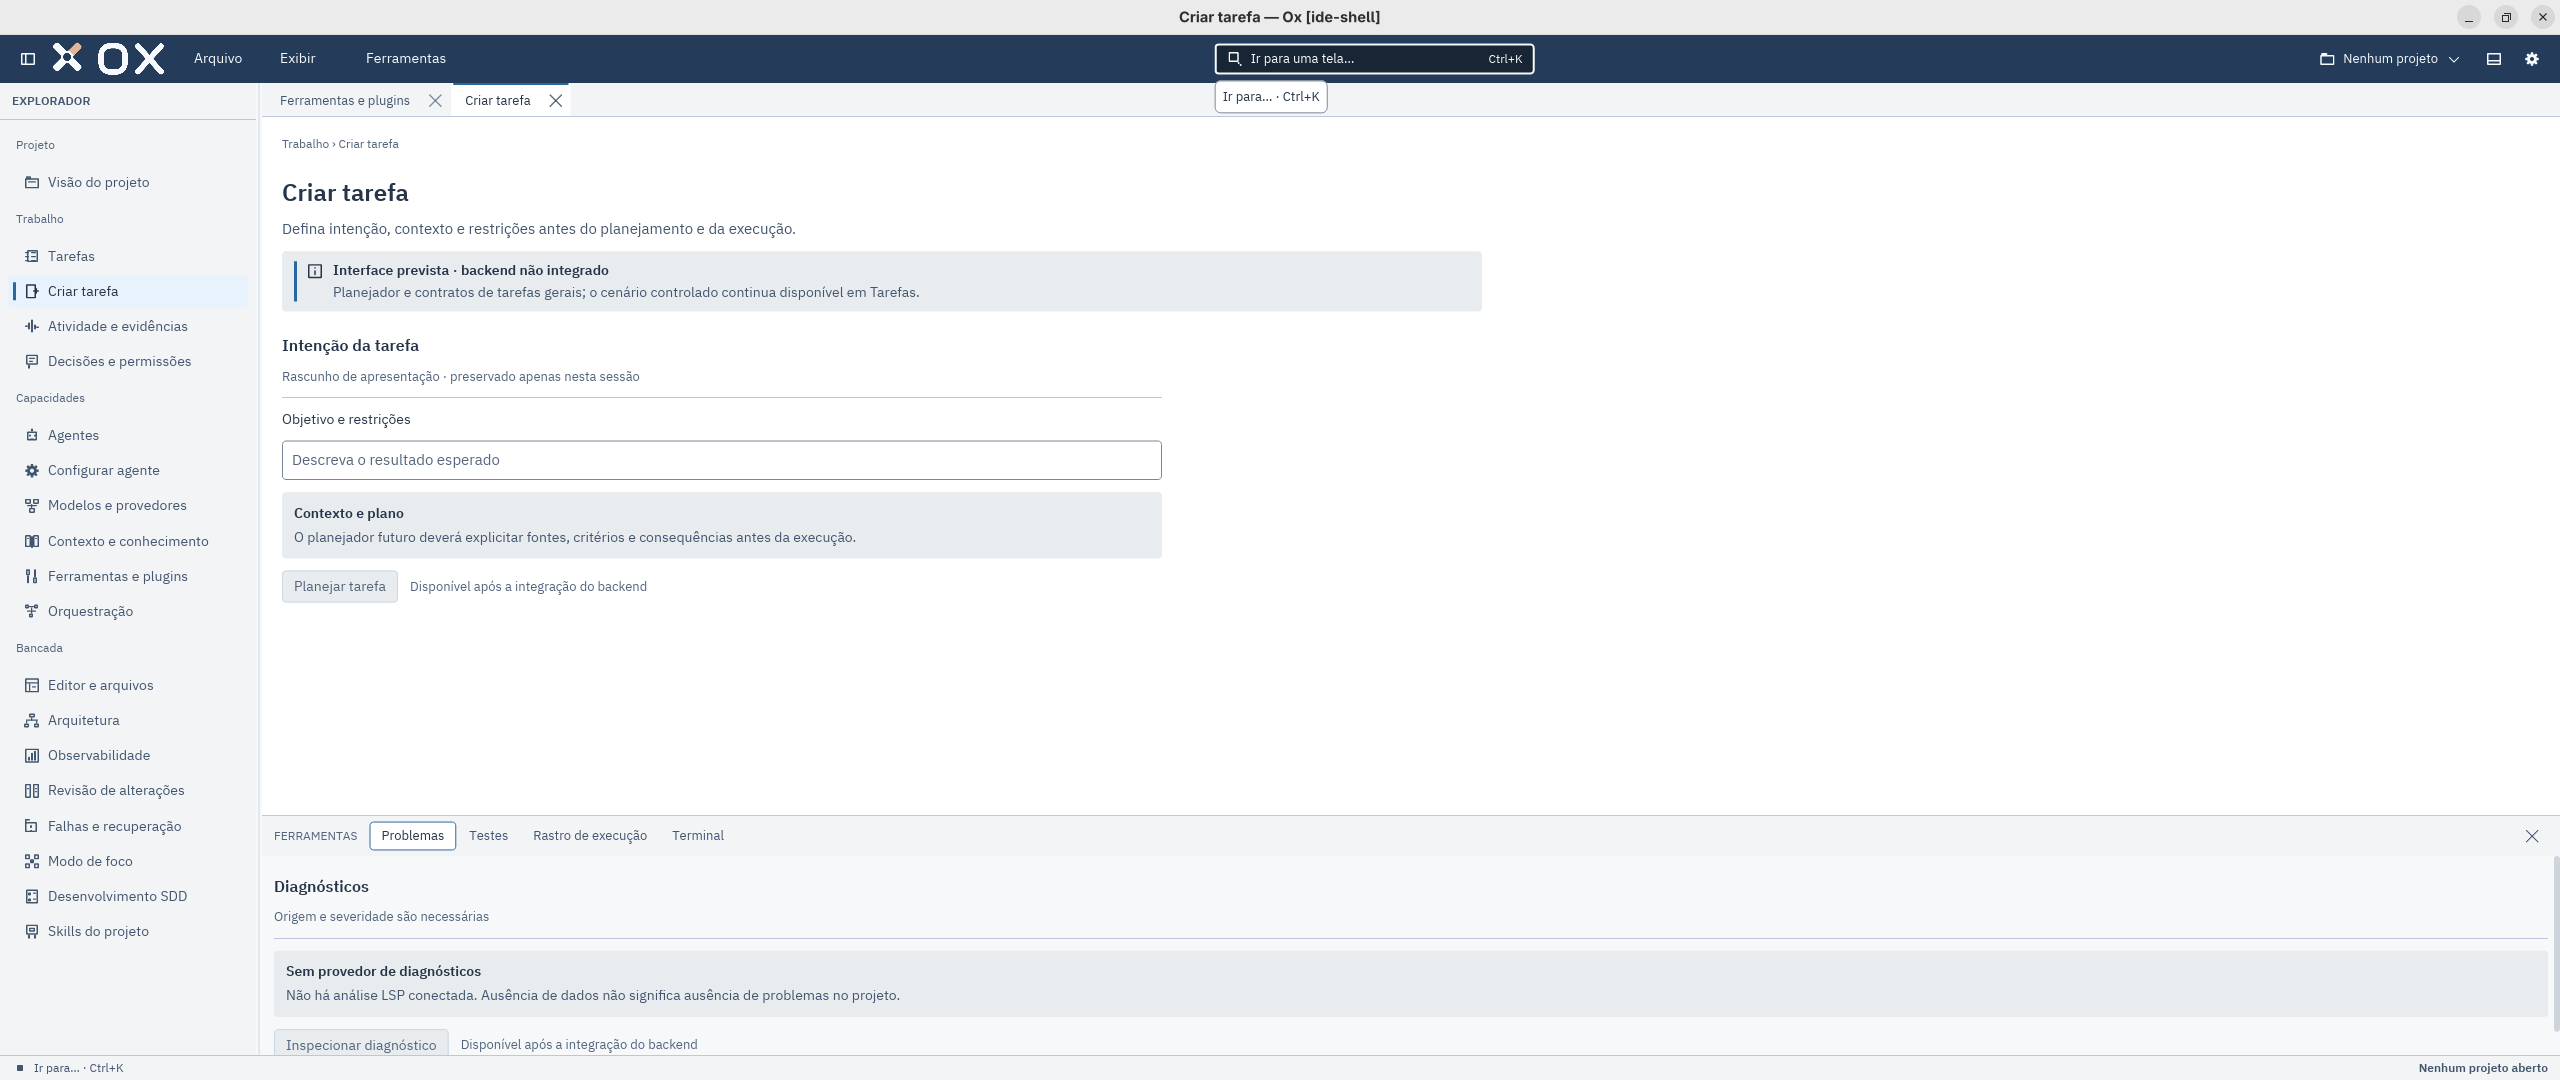 Criar tarefa — Ox [ide-shell]
OX
Arquivo
Exibir
Ferramentas
Ir para uma tela...
Ctrl+K
Nenhum projeto
EXPLORADOR
Ferramentas e plugins
Criar tarefa
Ir para... · Ctrl+K
Projeto
Visão do projeto
Trabalho
Tarefas
Criar tarefa
Atividade e evidências
Decisões e permissões
Capacidades
Agentes
Configurar agente
Modelos e provedores
Contexto e conhecimento
Ferramentas e plugins
Orquestração
Bancada
Editor e arquivos
Arquitetura
Observabilidade
Revisão de alterações
Falhas e recuperação
Modo de foco
Desenvolvimento SDD
Skills do projeto
Trabalho › Criar tarefa
Criar tarefa
Defina intenção, contexto e restrições antes do planejamento e da execução.
Interface prevista · backend não integrado
Planejador e contratos de tarefas gerais; o cenário controlado continua disponível em Tarefas.
Intenção da tarefa
Rascunho de apresentação · preservado apenas nesta sessão
Objetivo e restrições
Descreva o resultado esperado
Contexto e plano
O planejador futuro deverá explicitar fontes, critérios e consequências antes da execução.
Planejar tarefa
Disponível após a integração do backend
FERRAMENTAS
Problemas
Testes
Rastro de execução
Terminal
Diagnósticos
Origem e severidade são necessárias
Sem provedor de diagnósticos
Não há análise LSP conectada. Ausência de dados não significa ausência de problemas no projeto.
Inspecionar diagnóstico
Disponível após a integração do backend
Ir para... · Ctrl+K
Nenhum projeto aberto